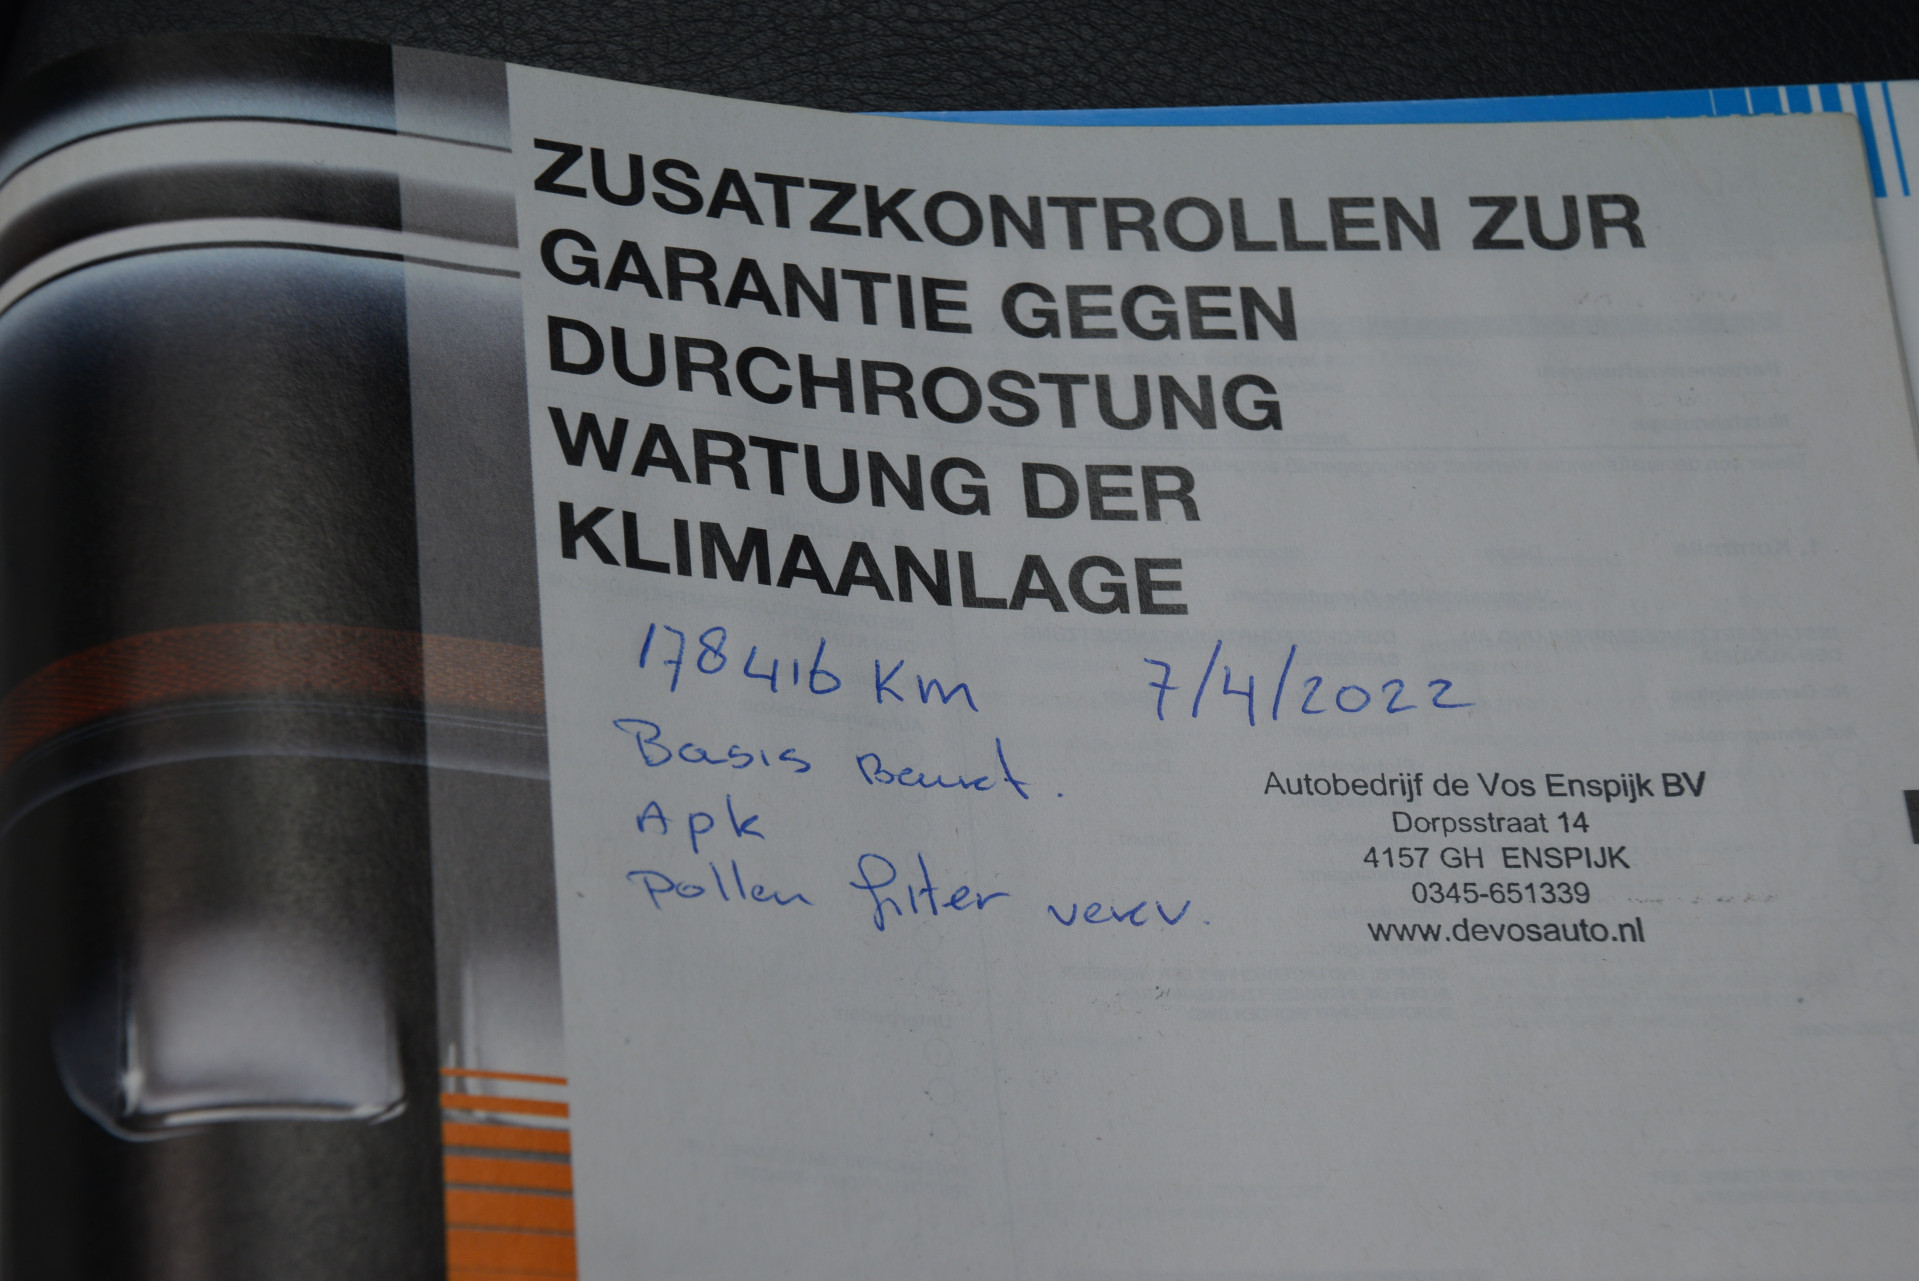 ZUSATZKONTROLLEN ZUR
GARANTIE GEGEN
DURCHROSTUNG
WARTUNG DER
KLIMAANLAGE
178416 Km 7/4/2022
Basis Beurt.
Apk
pollen filter verv.
Autobedrijf de Vos Enspijk BV
Dorpsstraat 14
4157 GH ENSPIJK
0345-651339
www.devosauto.nl